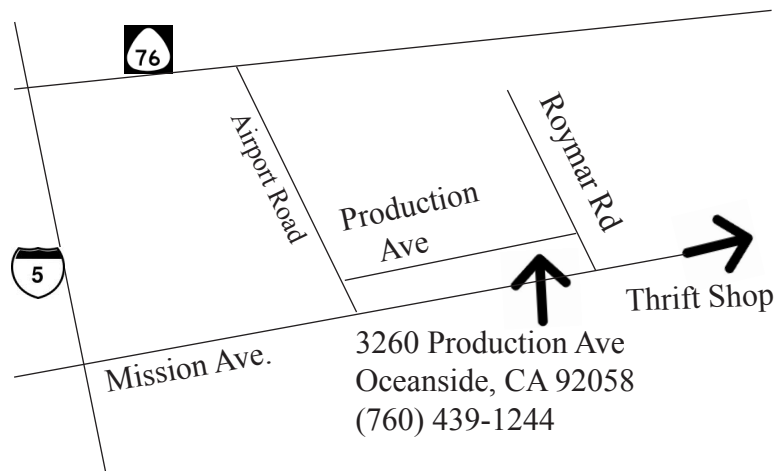 76
Airport Road
Roymar Rd
Production
Ave
5
Thrift Shop
Mission Ave.
3260 Production Ave
Oceanside, CA 92058
(760) 439-1244